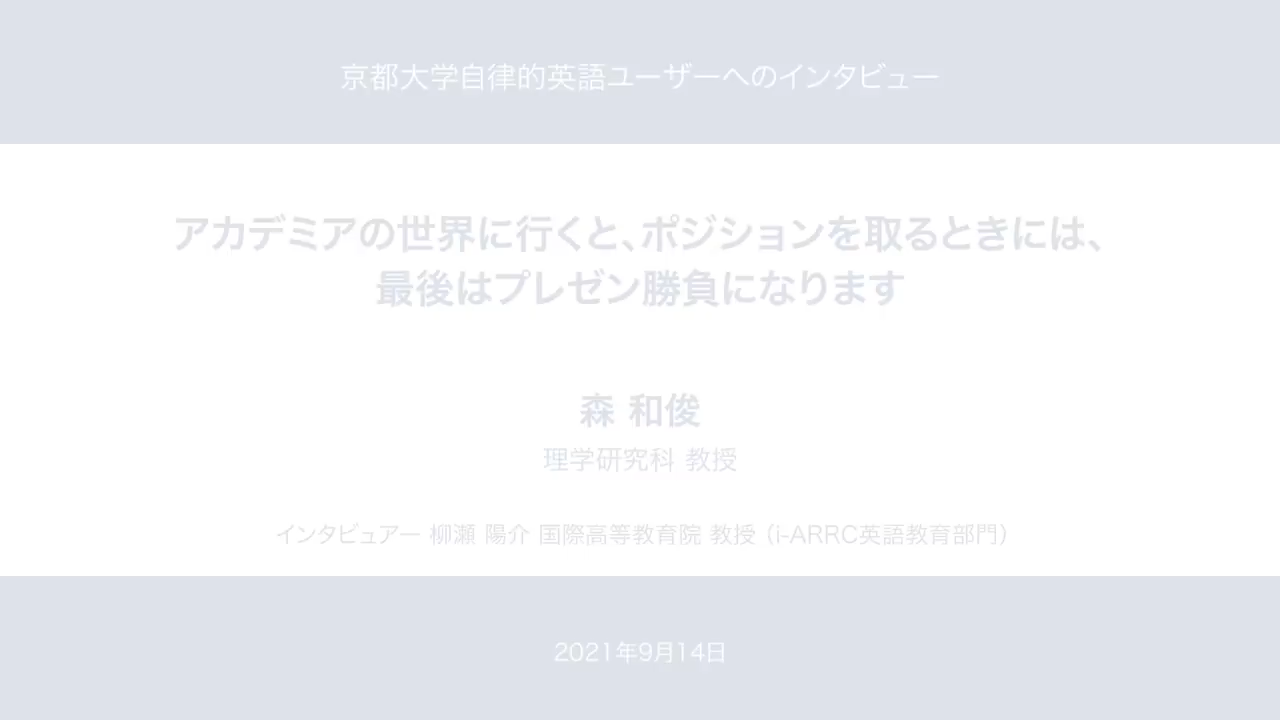 京都大学自律的英語ユーザーへのインタビュー
アカデミアの世界に行くと、ポジションを取るときには、
最後はプレゼン勝負になります
森 和俊
理学研究科 教授
インタビュアー 柳瀬 陽介 国際高等教育院 教授（i-ARRC英語教育部門）
2021年9月14日